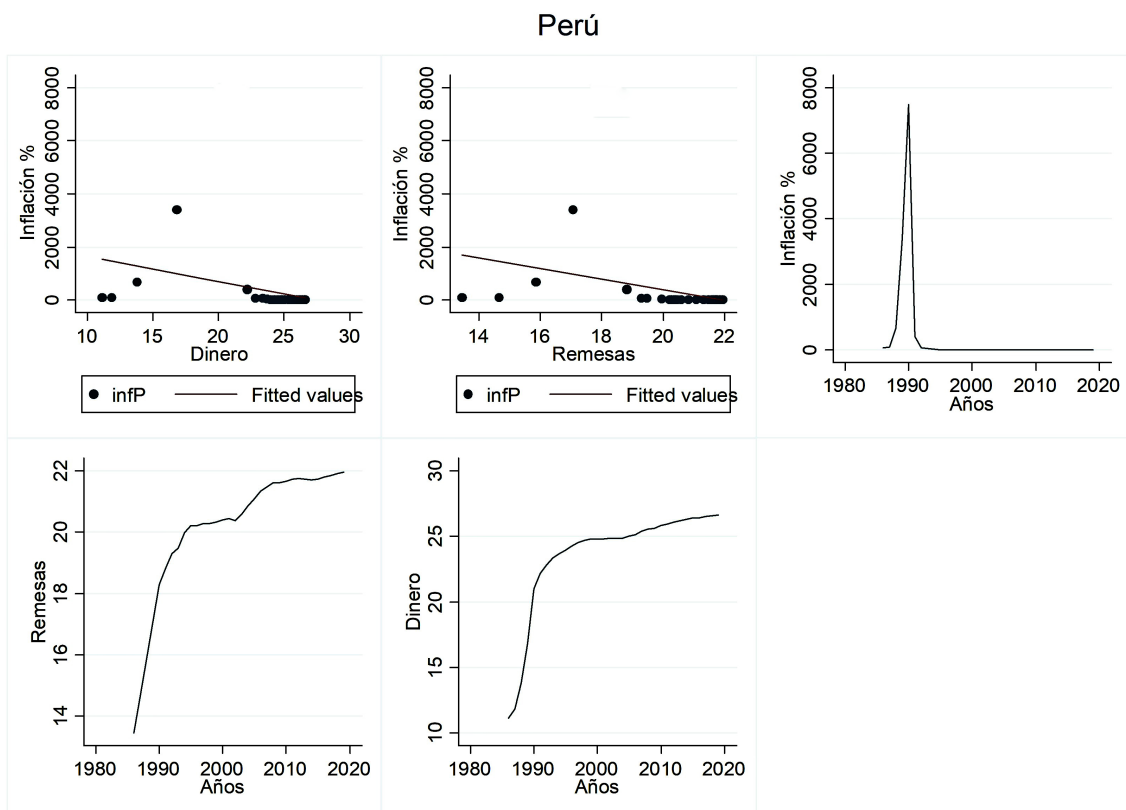 Perú
Inflación %
8000
6000
4000
2000
0
10 15 20 25 30
Dinero
infP Fitted values
Inflación %
8000
6000
4000
2000
0
14 16 18 20 22
Remesas
infP Fitted values
Inflación %
8000
6000
4000
2000
0
1980 1990 2000 2010 2020
Años
Remesas
22
20
18
16
14
1980 1990 2000 2010 2020
Años
Dinero
30
25
20
15
10
1980 1990 2000 2010 2020
Años